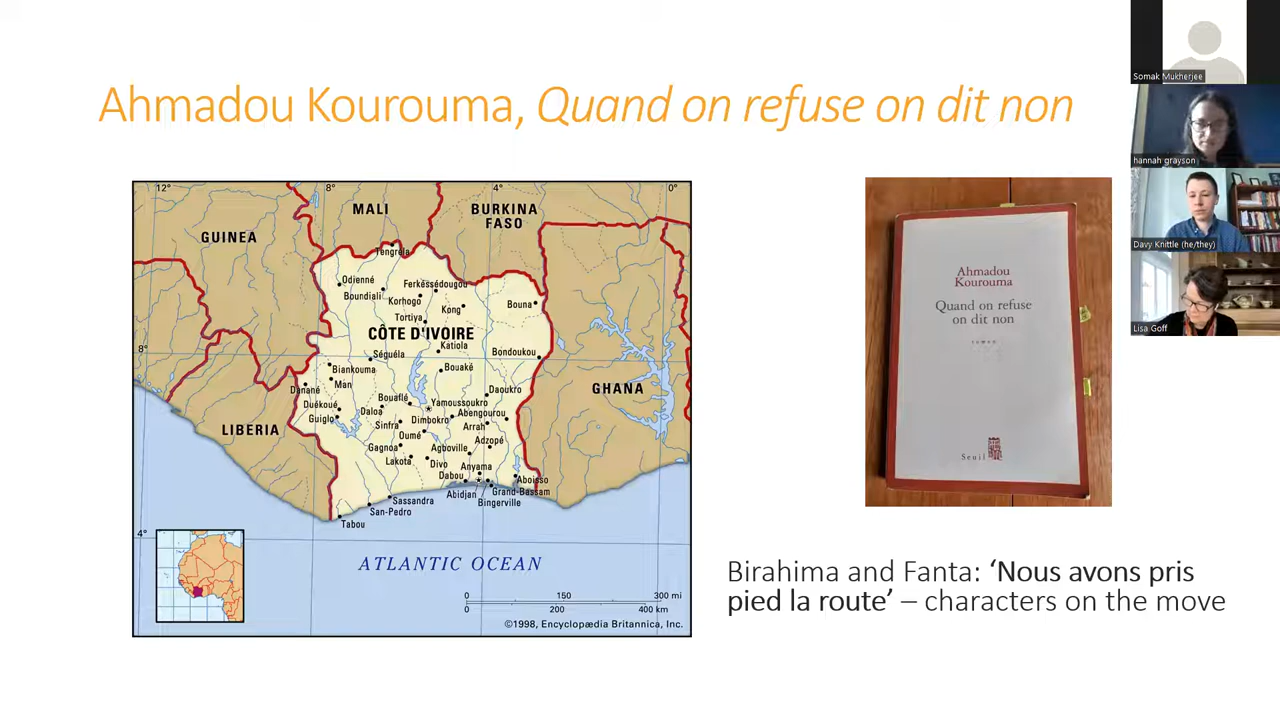 Ahmadou Kourouma, Quand on refuse on dit non
12°
8°
4°
0°
MALI
BURKINA
FASO
GUINEA
Tengréla
Odienné
Ferkéssédougou
Boundiali
Korhogo
Kong
Bouna
Tortiya
CÔTE D'IVOIRE
8°
Katiola
Séguéla
Bondoukou
Biankouma
Bouaké
Man
Danané
Daoukro
GHANA
Bouaflé
Yamoussoukro
Duékoué
Daloa
Abengourou
Guiglo
Dimbokro
Sinfra
Arrah
LIBERIA
Oumé
Adzopé
Gagnoa
Agboville
Lakota
Divo
Anyama
Dabou
Aboisso
Abidjan
Grand-Bassam
Bingerville
Sassandra
San-Pedro
Tabou
4°
ATLANTIC OCEAN
0 150 300 mi
0 200 400 km
©1998, Encyclopædia Britannica, Inc.
Ahmadou
Kourouma
Quand on refuse
on dit non
roman
Seuil
Birahima and Fanta: ‘Nous avons pris
pied la route’ – characters on the move
Somak Mukherjee
hannah grayson
Davy Knittle (he/they)
Lisa Goff